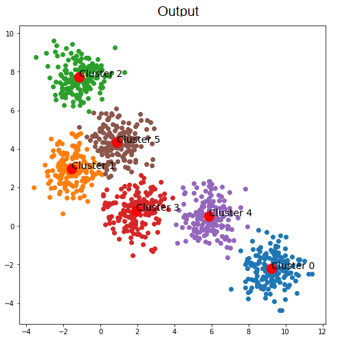 Output
10
8
Cluster 2
6
Cluster 5
4
Cluster 1
2
Cluster 3
Cluster 4
0
−2
Cluster 0
−4
−4 −2 0 2 4 6 8 10 12